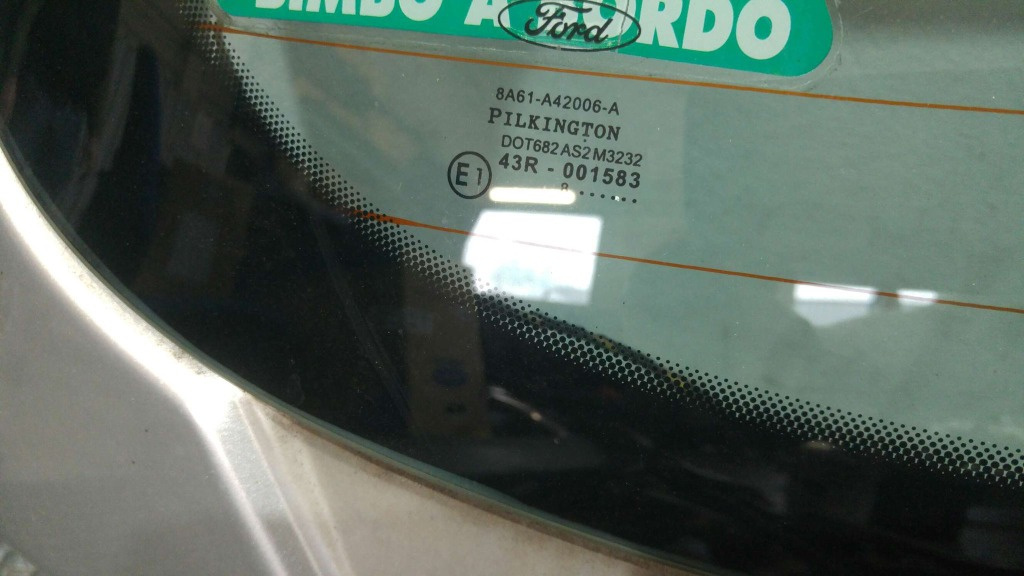 BIMBO A BORDO
Ford
8A61-A42006-A
PILKINGTON
DOT682 AS2 M3232
E1 43R - 001583
8 .......